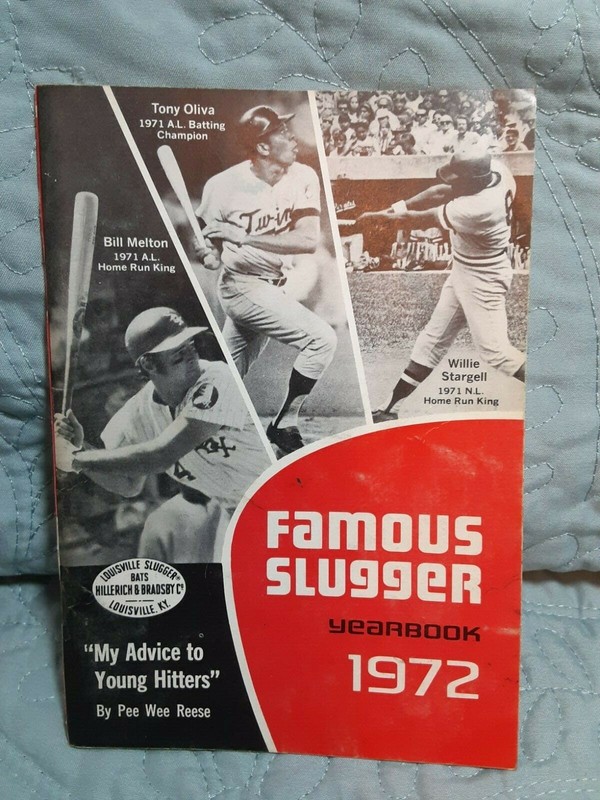 Tony Oliva
1971 A.L. Batting
Champion
Bill Melton
1971 A.L.
Home Run King
Twin
Willie
Stargell
1971 N.L.
Home Run King
FAMOUS
SLUGGER
YEARBOOK
1972
LOUISVILLE SLUGGER®
BATS
HILLERICH & BRADSBY Cº
LOUISVILLE, KY.
"My Advice to
Young Hitters"
By Pee Wee Reese